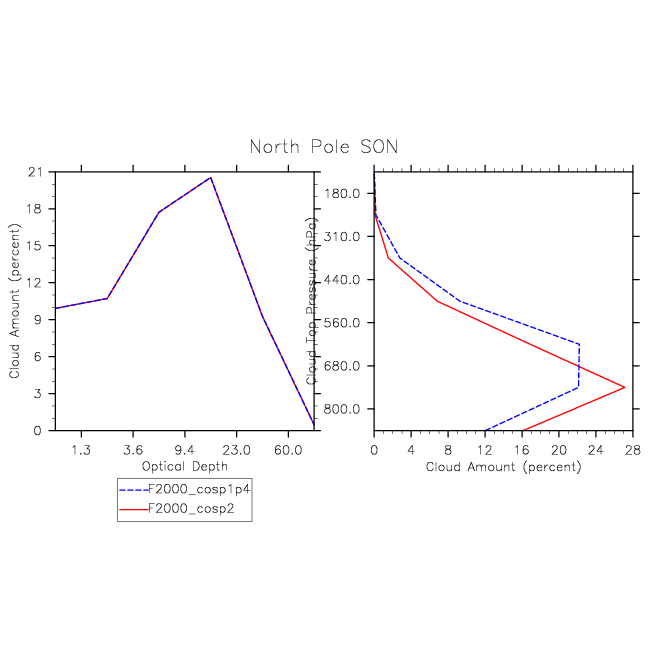 North Pole SON
21
18
15
12
9
6
3
0
Cloud Amount (percent)
1.3 3.6 9.4 23.0 60.0
Optical Depth
Cloud Top Pressure (hPa)
180.0
310.0
440.0
560.0
680.0
800.0
0 4 8 12 16 20 24 28
Cloud Amount (percent)
F2000_cosp1p4
F2000_cosp2